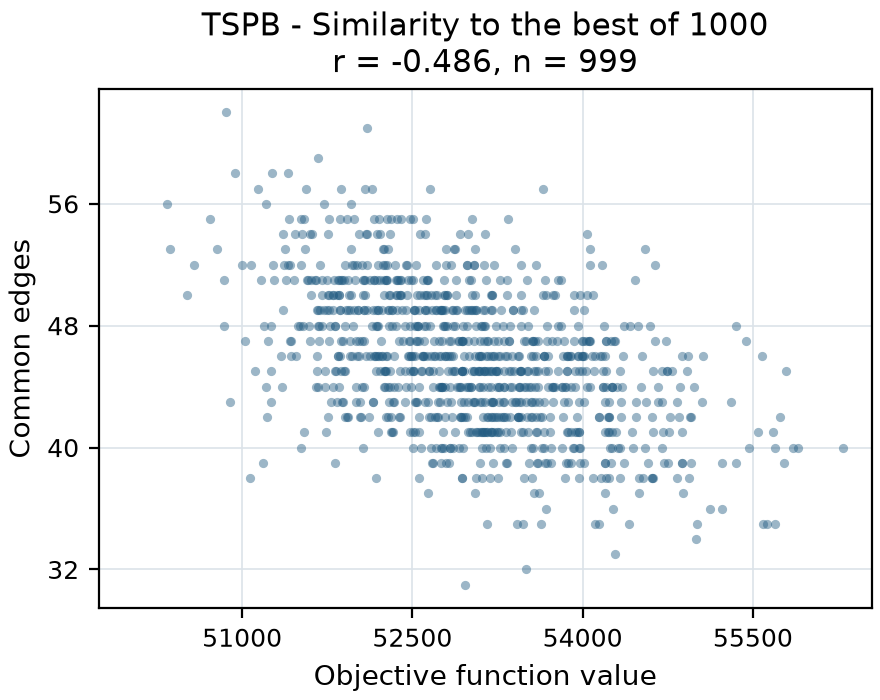 TSPB - Similarity to the best of 1000
r = -0.486, n = 999
56
48
40
32
Common edges
51000 52500 54000 55500
Objective function value